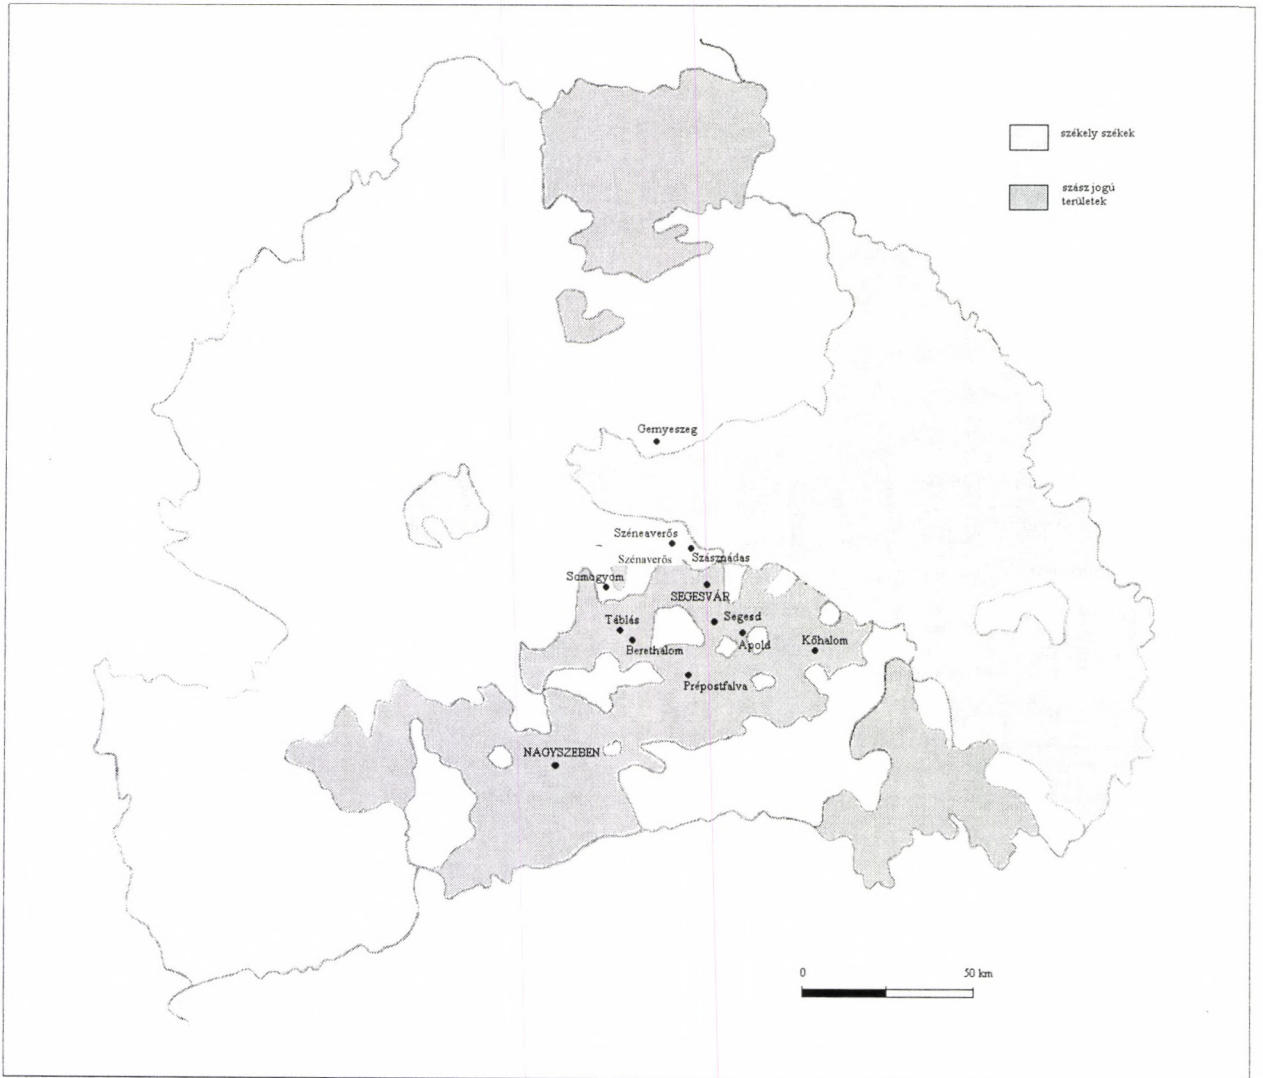 székely székek
szász jogú
területek
Gernyeszeg
Széneaverős
Szénaverős
Szásznádas
Somogyom
SEGESVÁR
Táblás
Segesd
Berethalom
Apold
Kőhalom
Prépostfalva
NAGYSZEBEN
0 50 km